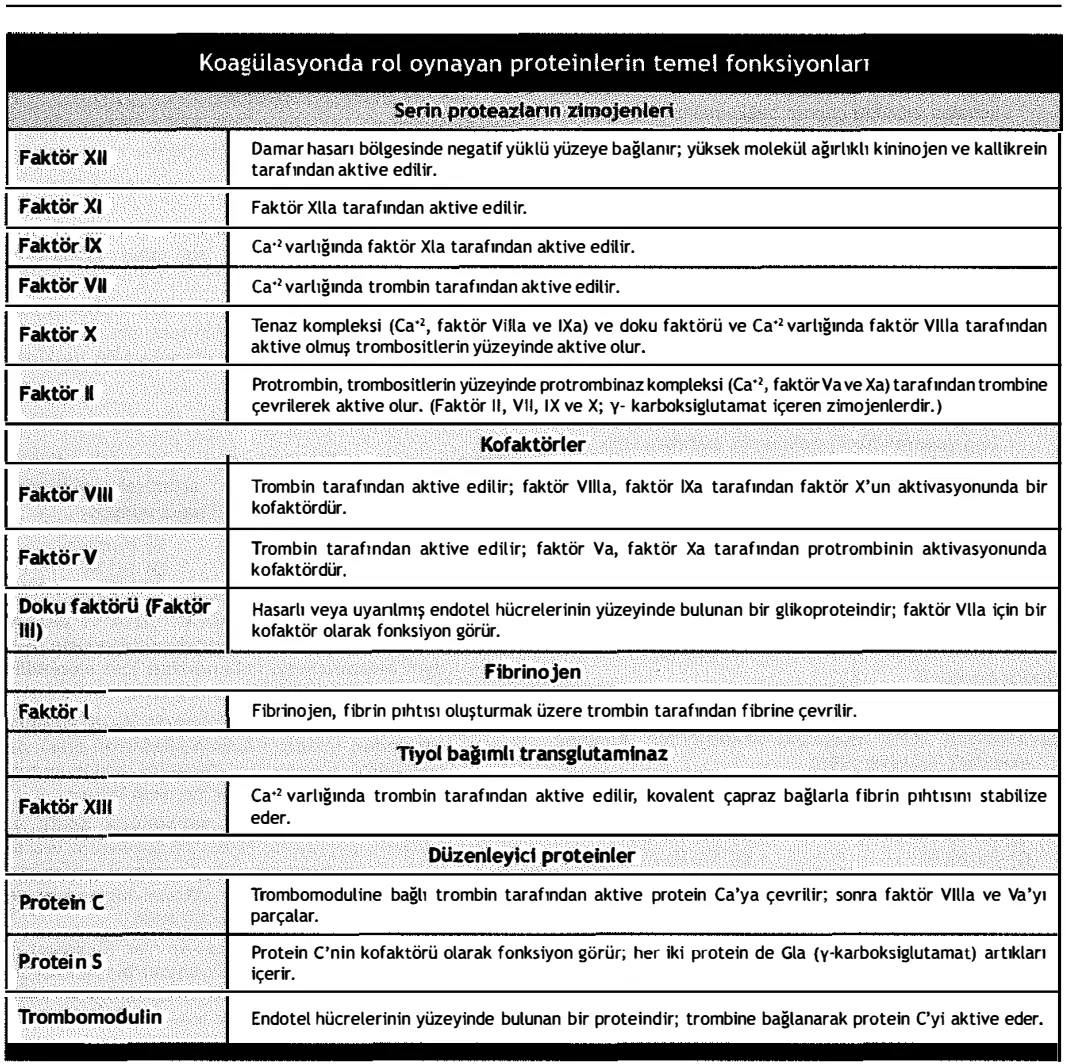 Koagülasyonda rol oynayan proteinlerin temel fonksiyonları
Serin proteazların zimojenleri
Faktör XII
Damar hasarı bölgesinde negatif yüklü yüzeye bağlanır; yüksek molekül ağırlıklı kininojen ve kallikrein
tarafından aktive edilir.
Faktör XI
Faktör XIIa tarafından aktive edilir.
Faktör IX
Ca+2 varlığında faktör XIa tarafından aktive edilir.
Faktör VII
Ca+2 varlığında trombin tarafından aktive edilir.
Faktör X
Tenaz kompleksi (Ca+2, faktör VIIIa ve IXa) ve doku faktörü ve Ca+2 varlığında faktör VIIIa tarafından
aktive olmuş trombositlerin yüzeyinde aktive olur.
Faktör II
Protrombin, trombositlerin yüzeyinde protrombinaz kompleksi (Ca+2, faktör Va ve Xa) tarafından trombine
çevrilerek aktive olur. (Faktör II, VII, IX ve X; γ- karboksiglutamat içeren zimojenlerdir.)
Kofaktörler
Faktör VIII
Trombin tarafından aktive edilir; faktör VIIIa, faktör IXa tarafından faktör X'un aktivasyonunda bir
kofaktördür.
Faktör V
Trombin tarafından aktive edilir; faktör Va, faktör Xa tarafından protrombinin aktivasyonunda
kofaktördür.
Doku faktörü (Faktör
III)
Hasarlı veya uyarılmış endotel hücrelerinin yüzeyinde bulunan bir glikoproteindir; faktör VIIa için bir
kofaktör olarak fonksiyon görür.
Fibrinojen
Faktör I
Fibrinojen, fibrin pıhtısı oluşturmak üzere trombin tarafından fibrine çevrilir.
Tiyol bağımlı transglutaminaz
Faktör XIII
Ca+2 varlığında trombin tarafından aktive edilir, kovalent çapraz bağlarla fibrin pıhtısını stabilize
eder.
Düzenleyici proteinler
Protein C
Trombomoduline bağlı trombin tarafından aktive protein Ca'ya çevrilir; sonra faktör VIIIa ve Va'yı
parçalar.
Protein S
Protein C'nin kofaktörü olarak fonksiyon görür; her iki protein de Gla (γ-karboksiglutamat) artıkları
içerir.
Trombomodulin
Endotel hücrelerinin yüzeyinde bulunan bir proteindir; trombine bağlanarak protein C'yi aktive eder.